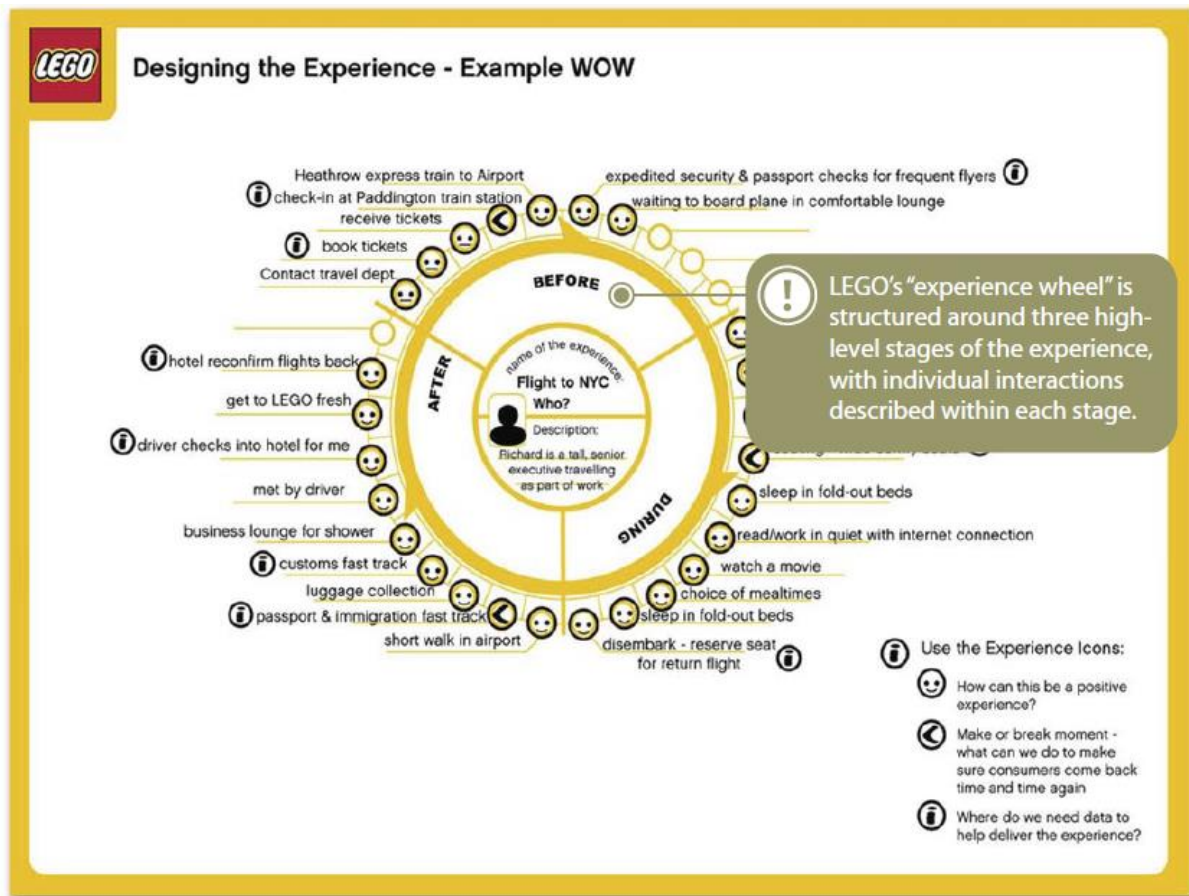 LEGO
Designing the Experience - Example WOW
Heathrow express train to Airport
check-in at Paddington train station
receive tickets
book tickets
Contact travel dept
expedited security & passport checks for frequent flyers
waiting to board plane in comfortable lounge
BEFORE
!
LEGO's "experience wheel" is
structured around three high-
level stages of the experience,
with individual interactions
described within each stage.
name of the experience:
Flight to NYC
Who?
Description:
Richard is a tall, senior
executive travelling
as part of work
AFTER
DURING
hotel reconfirm flights back
get to LEGO fresh
driver checks into hotel for me
met by driver
business lounge for shower
customs fast track
luggage collection
passport & immigration fast track
short walk in airport
sleep in fold-out beds
read/work in quiet with internet connection
watch a movie
choice of mealtimes
sleep in fold-out beds
disembark - reserve seat
for return flight
Use the Experience Icons:
How can this be a positive
experience?
Make or break moment -
what can we do to make
sure consumers come back
time and time again
Where do we need data to
help deliver the experience?